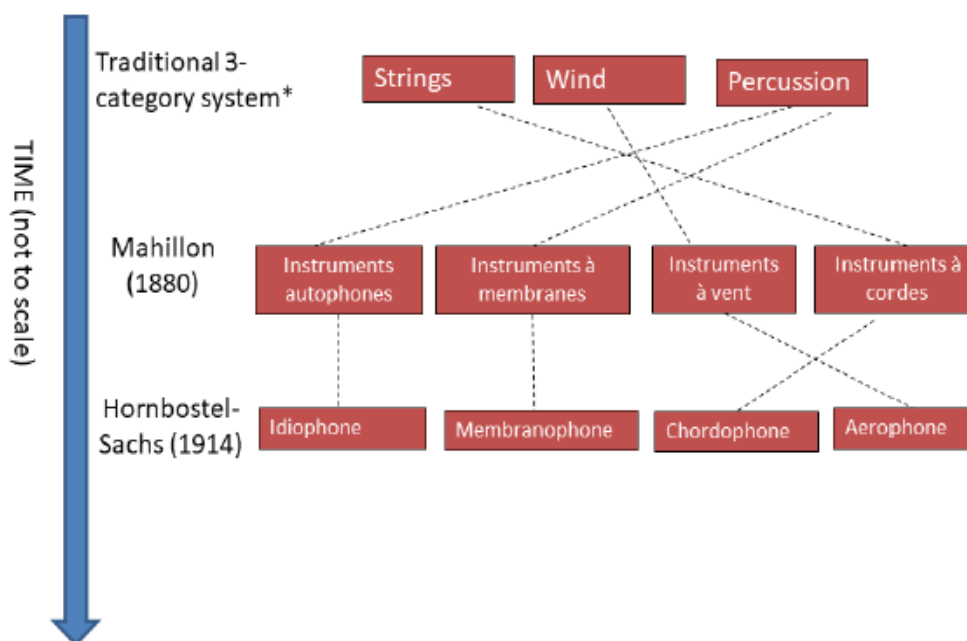 Traditional 3-
category system*
Strings
Wind
Percussion
TIME (not to scale)
Mahillon
(1880)
Instruments
autophones
Instruments à
membranes
Instruments
à vent
Instruments à
cordes
Hornbostel-
Sachs (1914)
Idiophone
Membranophone
Chordophone
Aerophone